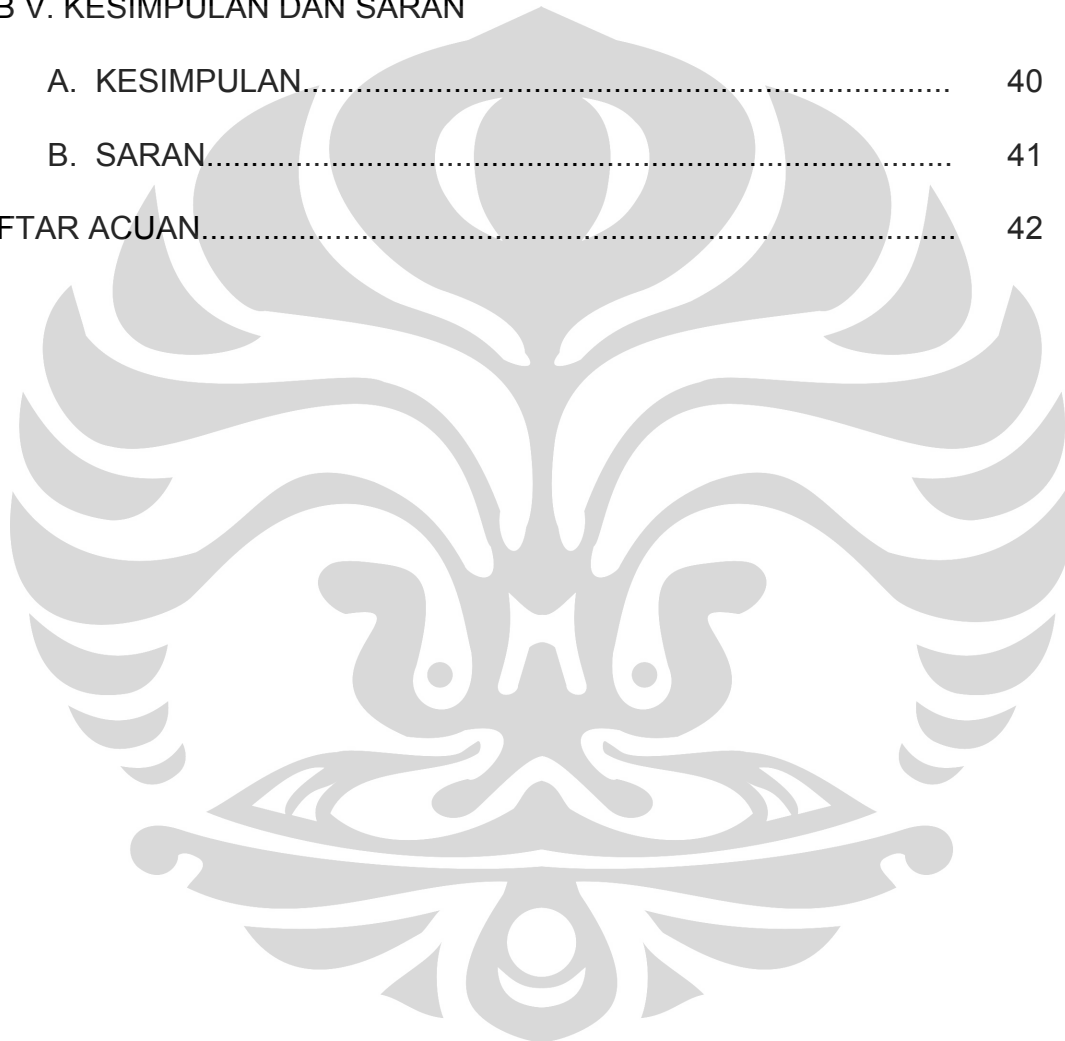 B V. KESIMPULAN DAN SARAN
A. KESIMPULAN........................................................................... 40
B. SARAN...................................................................................... 41
FTAR ACUAN....................................................................................... 42